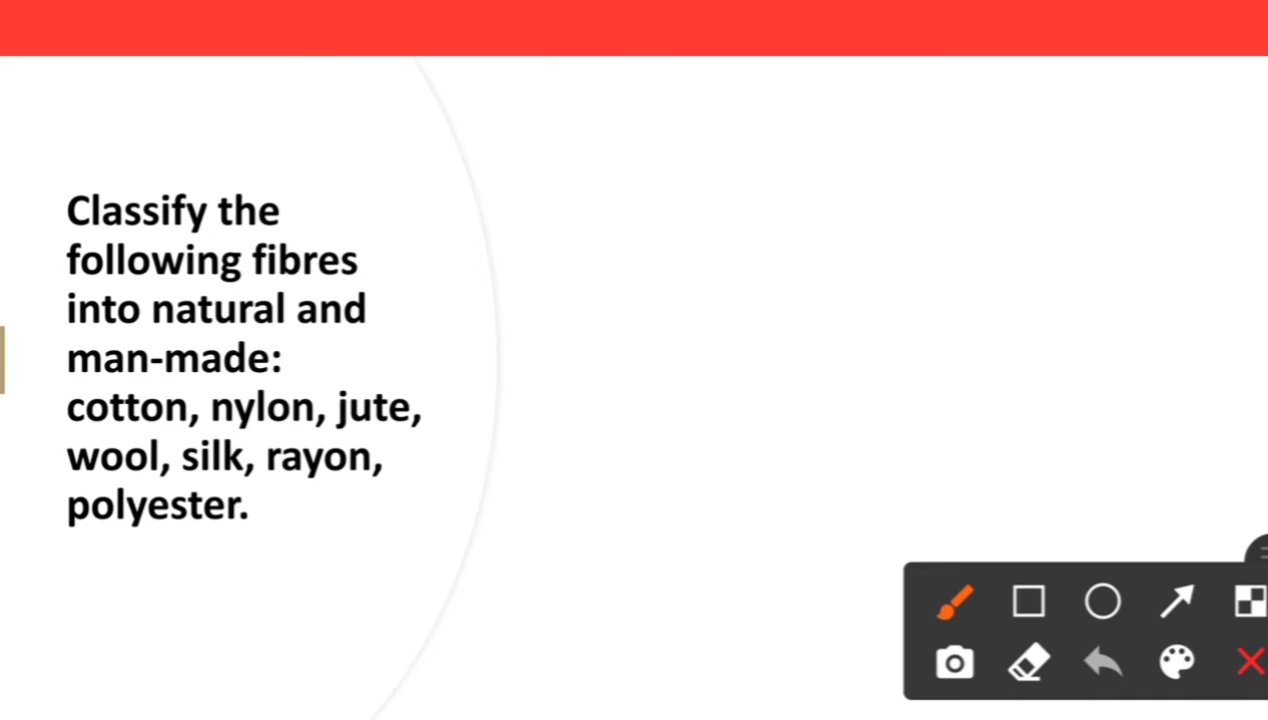 Classify the
following fibres
into natural and
man-made:
cotton, nylon, jute,
wool, silk, rayon,
polyester.